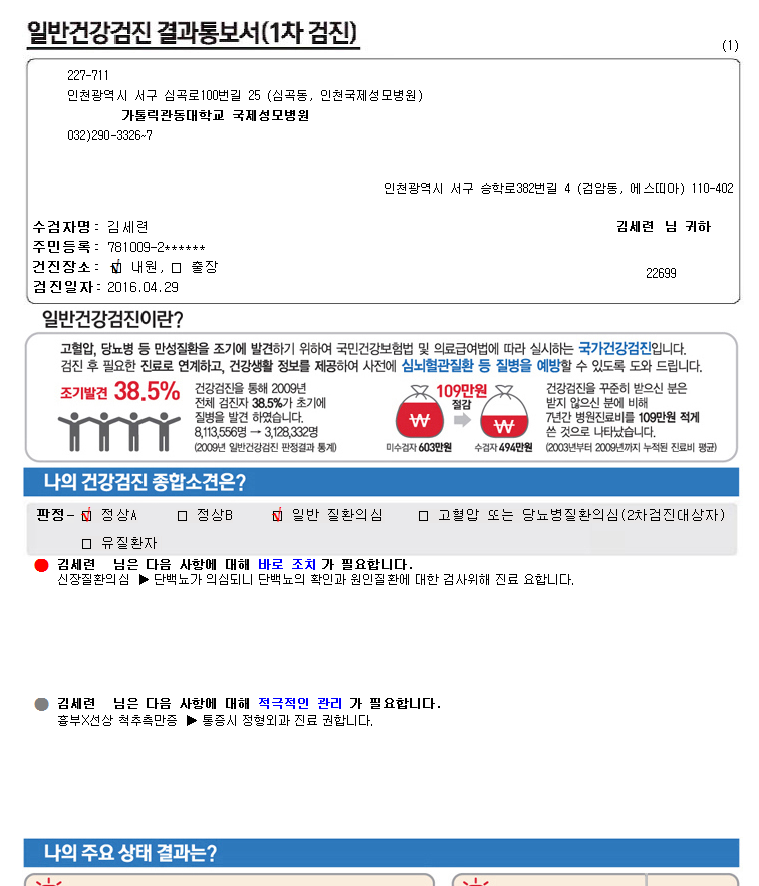 일반건강검진 결과통보서(1차 검진)
(1)
227-711
인천광역시 서구 심곡로100번길 25 (심곡동, 인천국제성모병원)
가톨릭관동대학교 국제성모병원
032)290-3326~7
인천광역시 서구 승학로382번길 4 (검암동, 에스띠아) 110-402
수검자명: 김세련
김세련 님 귀하
주민등록: 781009-2******
건진장소: ☑ 내원, □ 출장
22699
검진일자: 2016.04.29
일반건강검진이란?
고혈압, 당뇨병 등 만성질환을 조기에 발견하기 위하여 국민건강보험법 및 의료급여법에 따라 실시하는 국가건강검진입니다.
검진 후 필요한 진료로 연계하고, 건강생활 정보를 제공하여 사전에 심뇌혈관질환 등 질병을 예방할 수 있도록 도와 드립니다.
조기발견 38.5%
건강검진을 통해 2009년
전체 검진자 38.5%가 초기에
질병을 발견 하였습니다.
8,113,556명 → 3,128,332명
(2009년 일반건강검진 판정결과 통계)
109만원
절감
₩
₩
미수검자 603만원
수검자 494만원
건강검진을 꾸준히 받으신 분은
받지 않으신 분에 비해
7년간 병원진료비를 109만원 적게
쓴 것으로 나타났습니다.
(2003년부터 2009년까지 누적된 진료비 평균)
나의 건강검진 종합소견은?
판정- ☑ 정상A □ 정상B ☑ 일반 질환의심 □ 고혈압 또는 당뇨병질환의심(2차검진대상자)
□ 유질환자
● 김세련 님은 다음 사항에 대해 바로 조치 가 필요합니다.
신장질환의심 ▶ 단백뇨가 의심되니 단백뇨의 확인과 원인질환에 대한 검사위해 진료 요합니다.
● 김세련 님은 다음 사항에 대해 적극적인 관리 가 필요합니다.
흉부X선상 척추측만증 ▶ 통증시 정형외과 진료 권합니다.
나의 주요 상태 결과는?